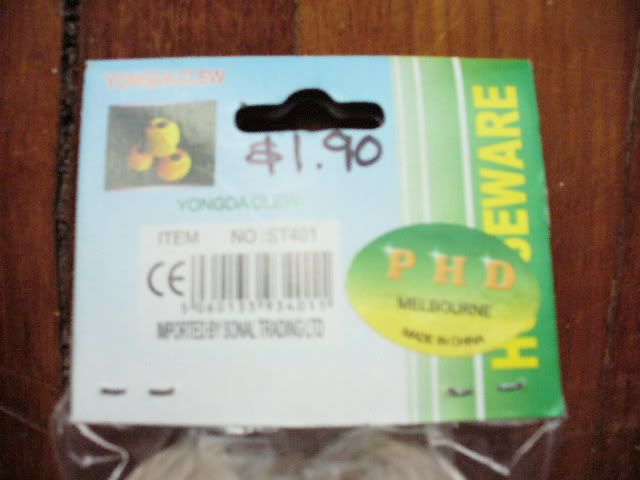 YONGDA CLEW
$1.90
YONGDA CLEW
ITEM NO.:ST401
CE
IMPORTED BY SONAL TRADING LTD
PHD
MELBOURNE
MADE IN CHINA